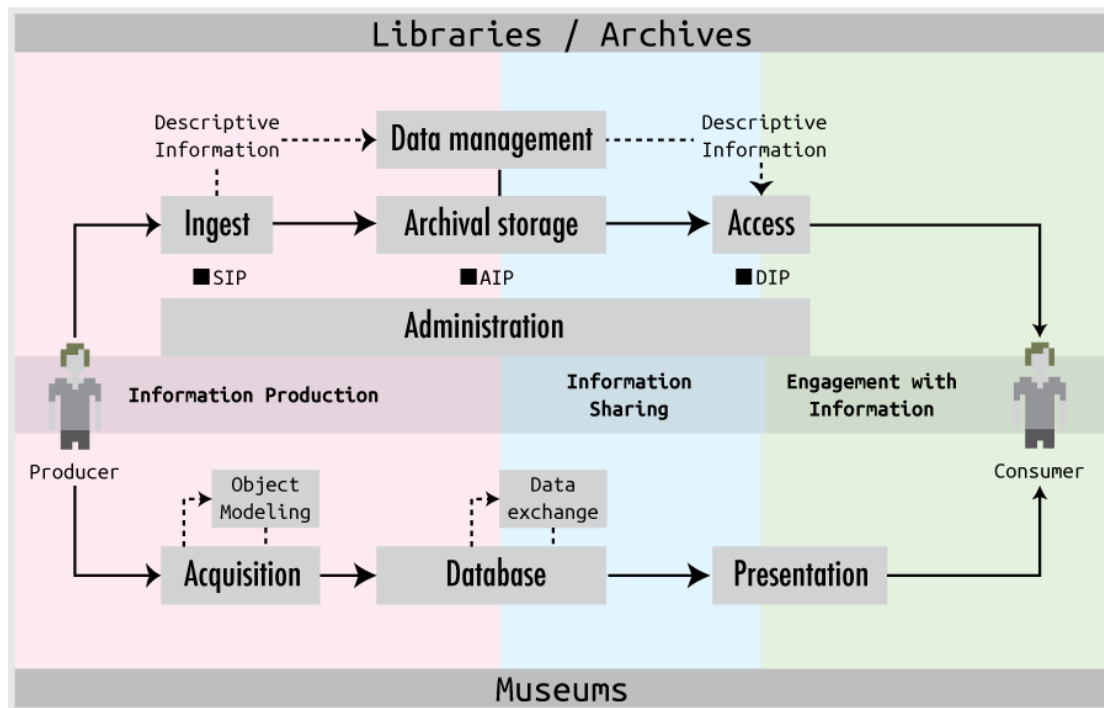 Libraries / Archives
Descriptive
Information
Data management
Descriptive
Information
Ingest
Archival storage
Access
SIP
AIP
DIP
Administration
Information Production
Information
Sharing
Engagement with
Information
Producer
Consumer
Object
Modeling
Data
exchange
Acquisition
Database
Presentation
Museums